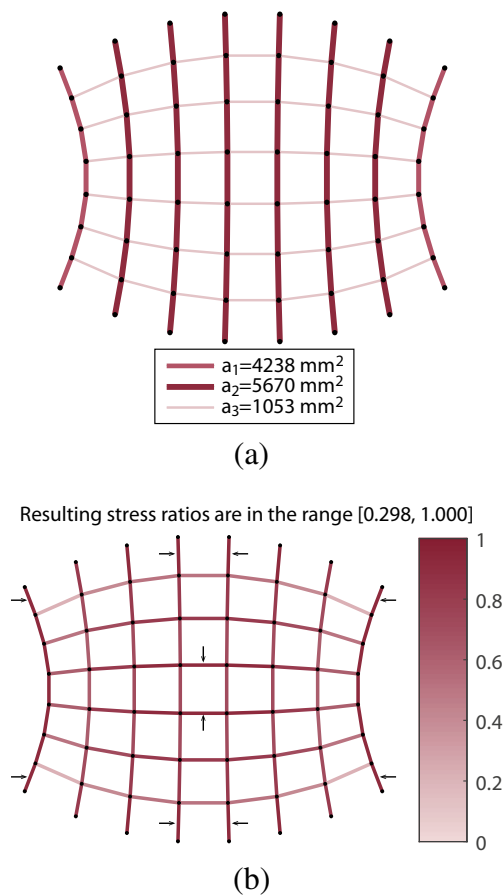 a₁=4238 mm²
a₂=5670 mm²
a₃=1053 mm²
(a)
Resulting stress ratios are in the range [0.298, 1.000]
1
0.8
0.6
0.4
0.2
0
(b)